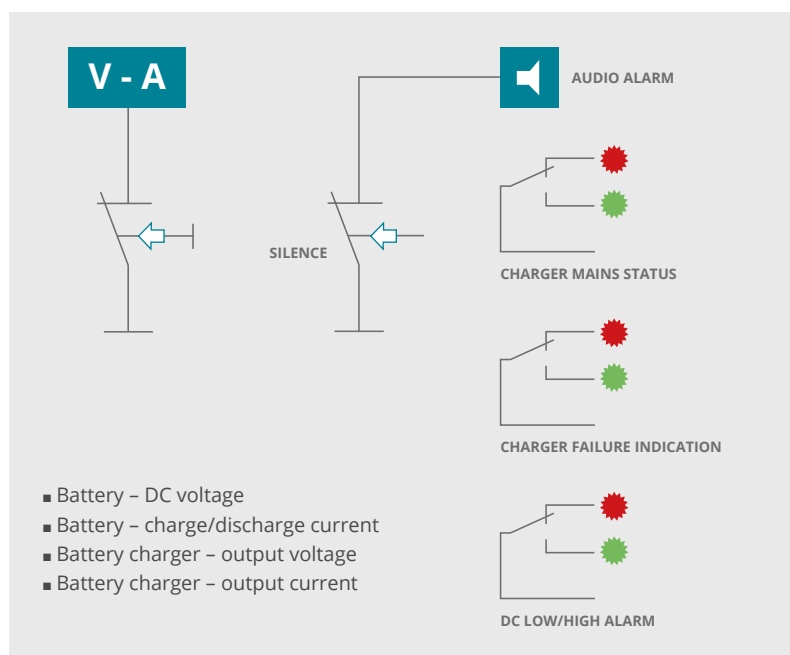 V - A
AUDIO ALARM
SILENCE
CHARGER MAINS STATUS
CHARGER FAILURE INDICATION
■ Battery – DC voltage
■ Battery – charge/discharge current
■ Battery charger – output voltage
■ Battery charger – output current
DC LOW/HIGH ALARM